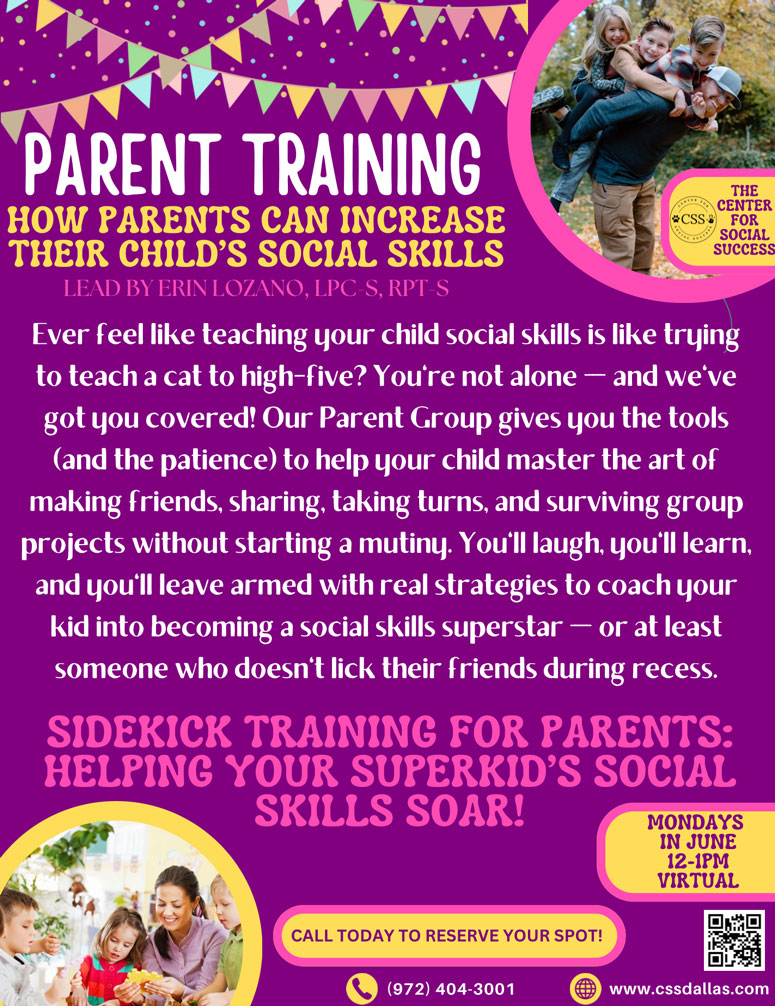 PARENT TRAINING
HOW PARENTS CAN INCREASE
THEIR CHILD'S SOCIAL SKILLS
LEAD BY ERIN LOZANO, LPC-S, RPT-S
CENTER FOR
CSS
SOCIAL SUCCESS
THE
CENTER
FOR
SOCIAL
SUCCESS
Ever feel like teaching your child social skills is like trying
to teach a cat to high-five? You're not alone — and we've
got you covered! Our Parent Group gives you the tools
(and the patience) to help your child master the art of
making friends, sharing, taking turns, and surviving group
projects without starting a mutiny. You'll laugh, you'll learn,
and you'll leave armed with real strategies to coach your
kid into becoming a social skills superstar — or at least
someone who doesn't lick their friends during recess.
SIDEKICK TRAINING FOR PARENTS:
HELPING YOUR SUPERKID'S SOCIAL
SKILLS SOAR!
MONDAYS
IN JUNE
12-1PM
VIRTUAL
CALL TODAY TO RESERVE YOUR SPOT!
(972) 404-3001
www.cssdallas.com